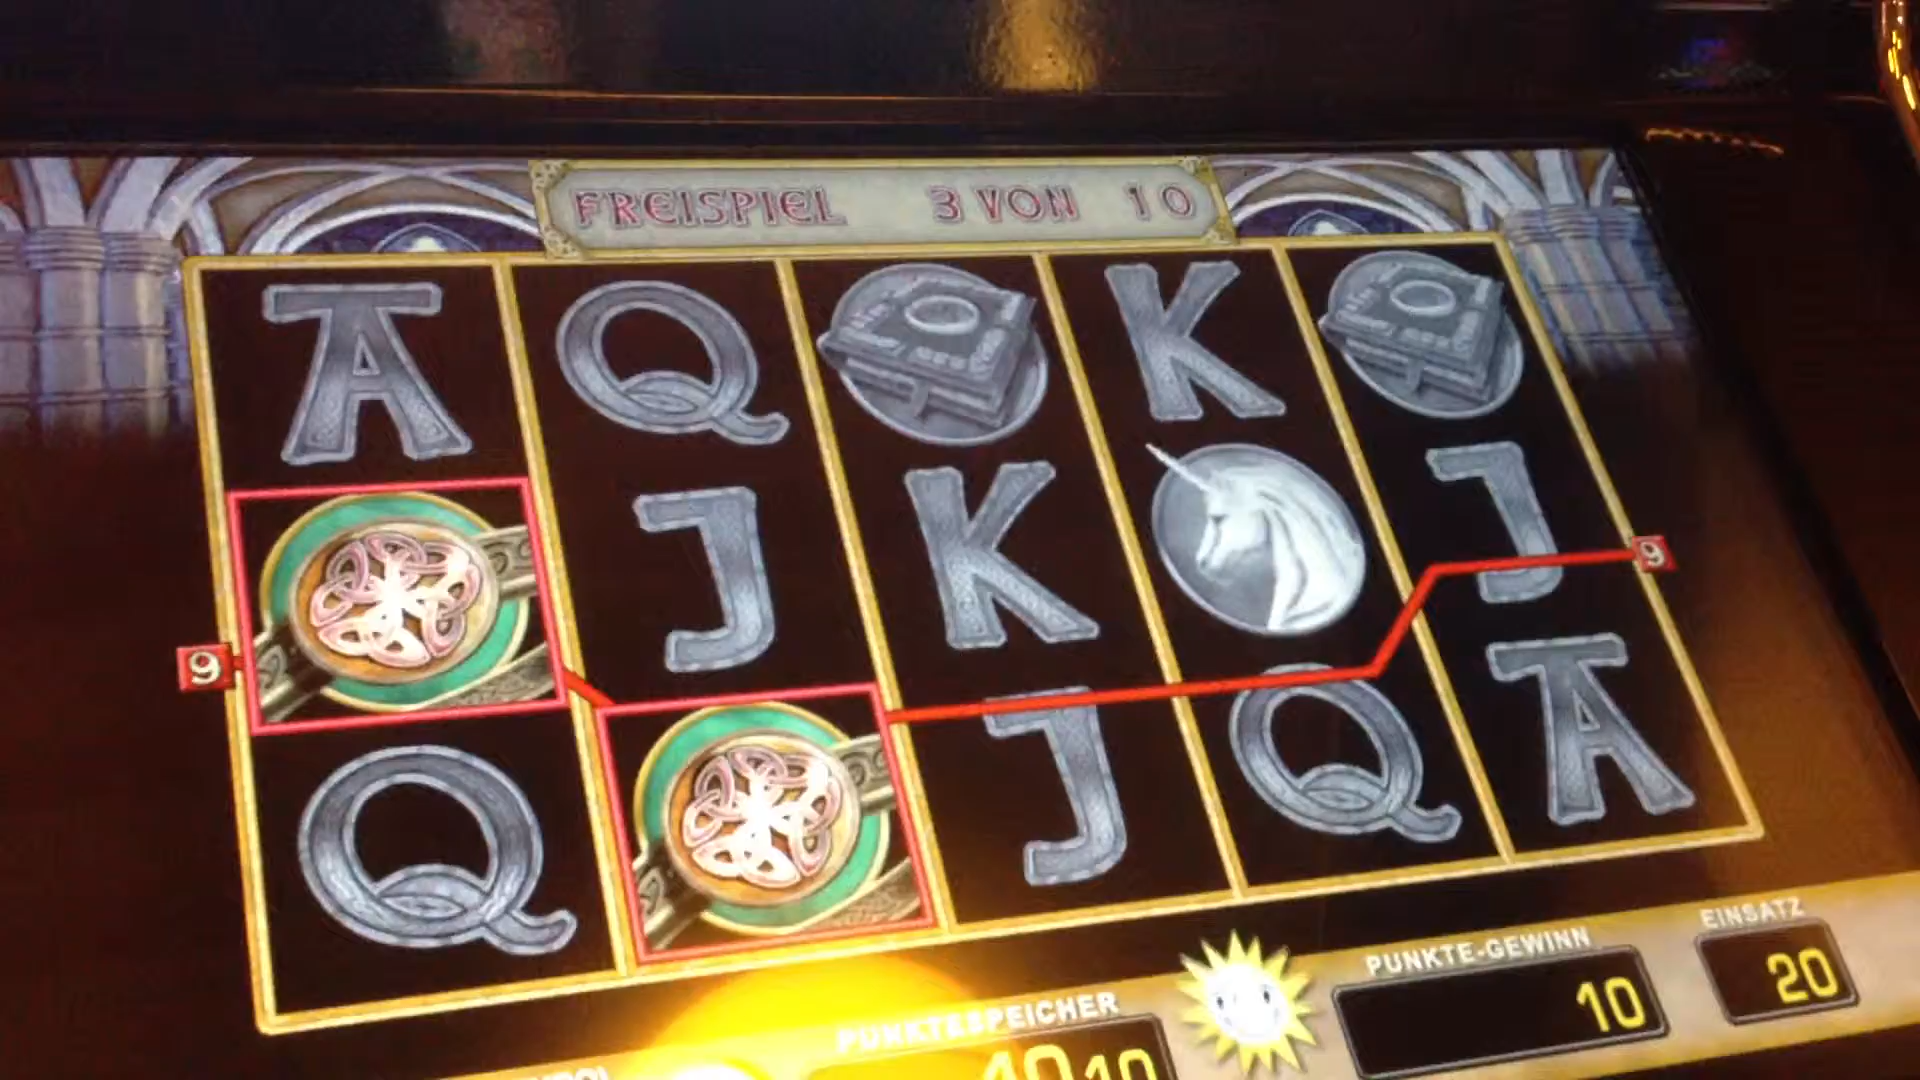 FREISPIEL 3 VON 10
A Q K
J K J
9 9
Q J Q A
EINSATZ
PUNKTE-GEWINN
20
10
PUNKTESPEICHER